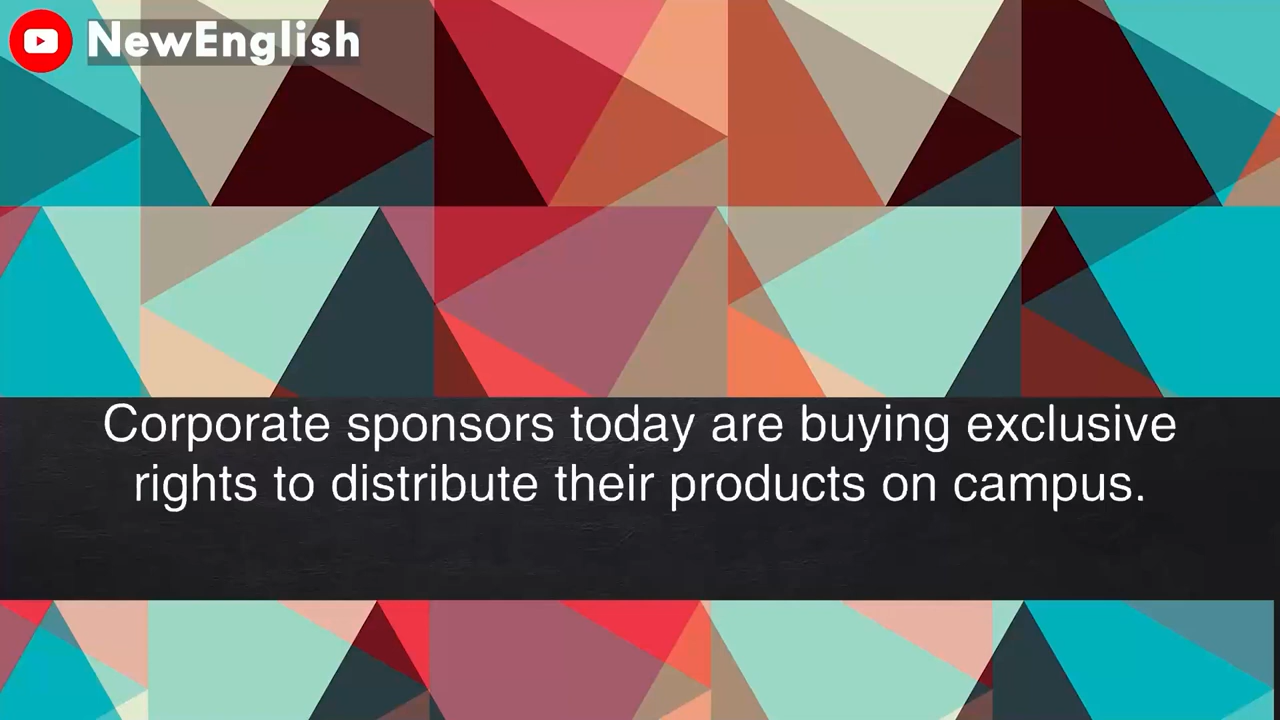 NewEnglish
Corporate sponsors today are buying exclusive
rights to distribute their products on campus.